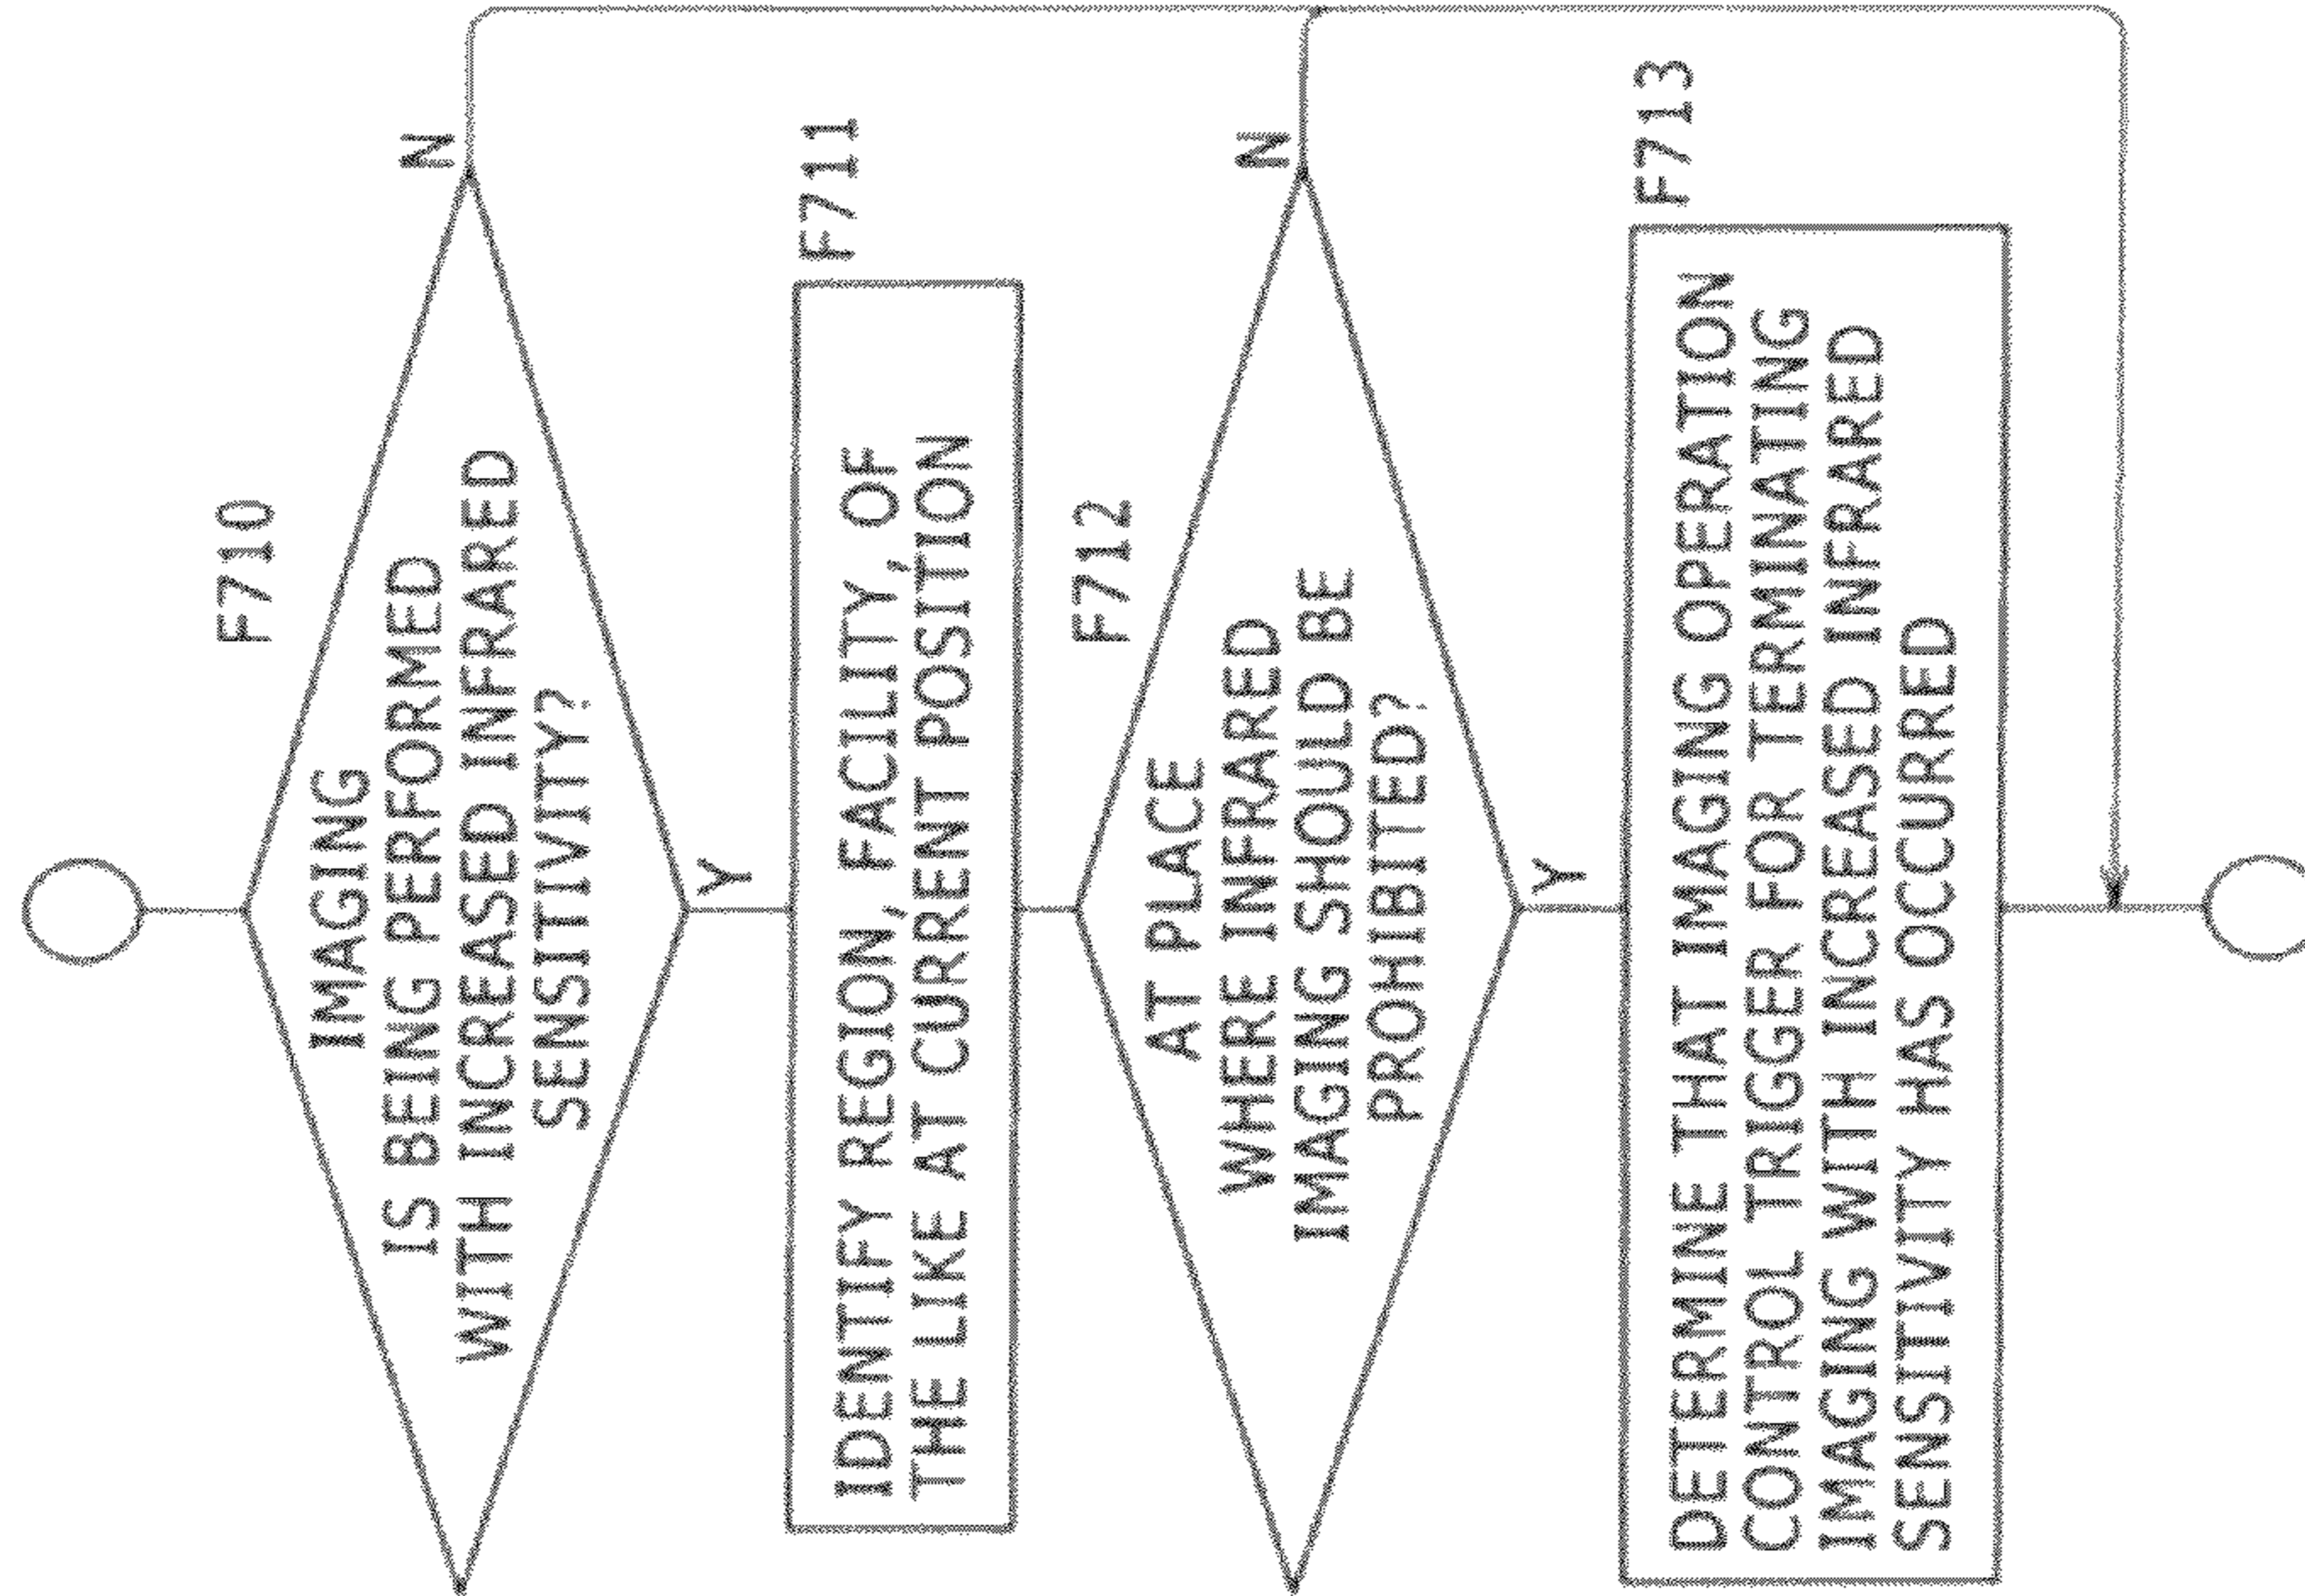 F710
IMAGING
IS BEING PERFORMED
WITH INCREASED INFRARED
SENSITIVITY?
N
Y
F711
IDENTIFY REGION, FACILITY, OF
THE LIKE AT CURRENT POSITION
F712
AT PLACE
WHERE INFRARED
IMAGING SHOULD BE
PROHIBITED?
N
Y
F713
DETERMINE THAT IMAGING OPERATION
CONTROL TRIGGER FOR TERMINATING
IMAGING WITH INCREASED INFRARED
SENSITIVITY HAS OCCURRED